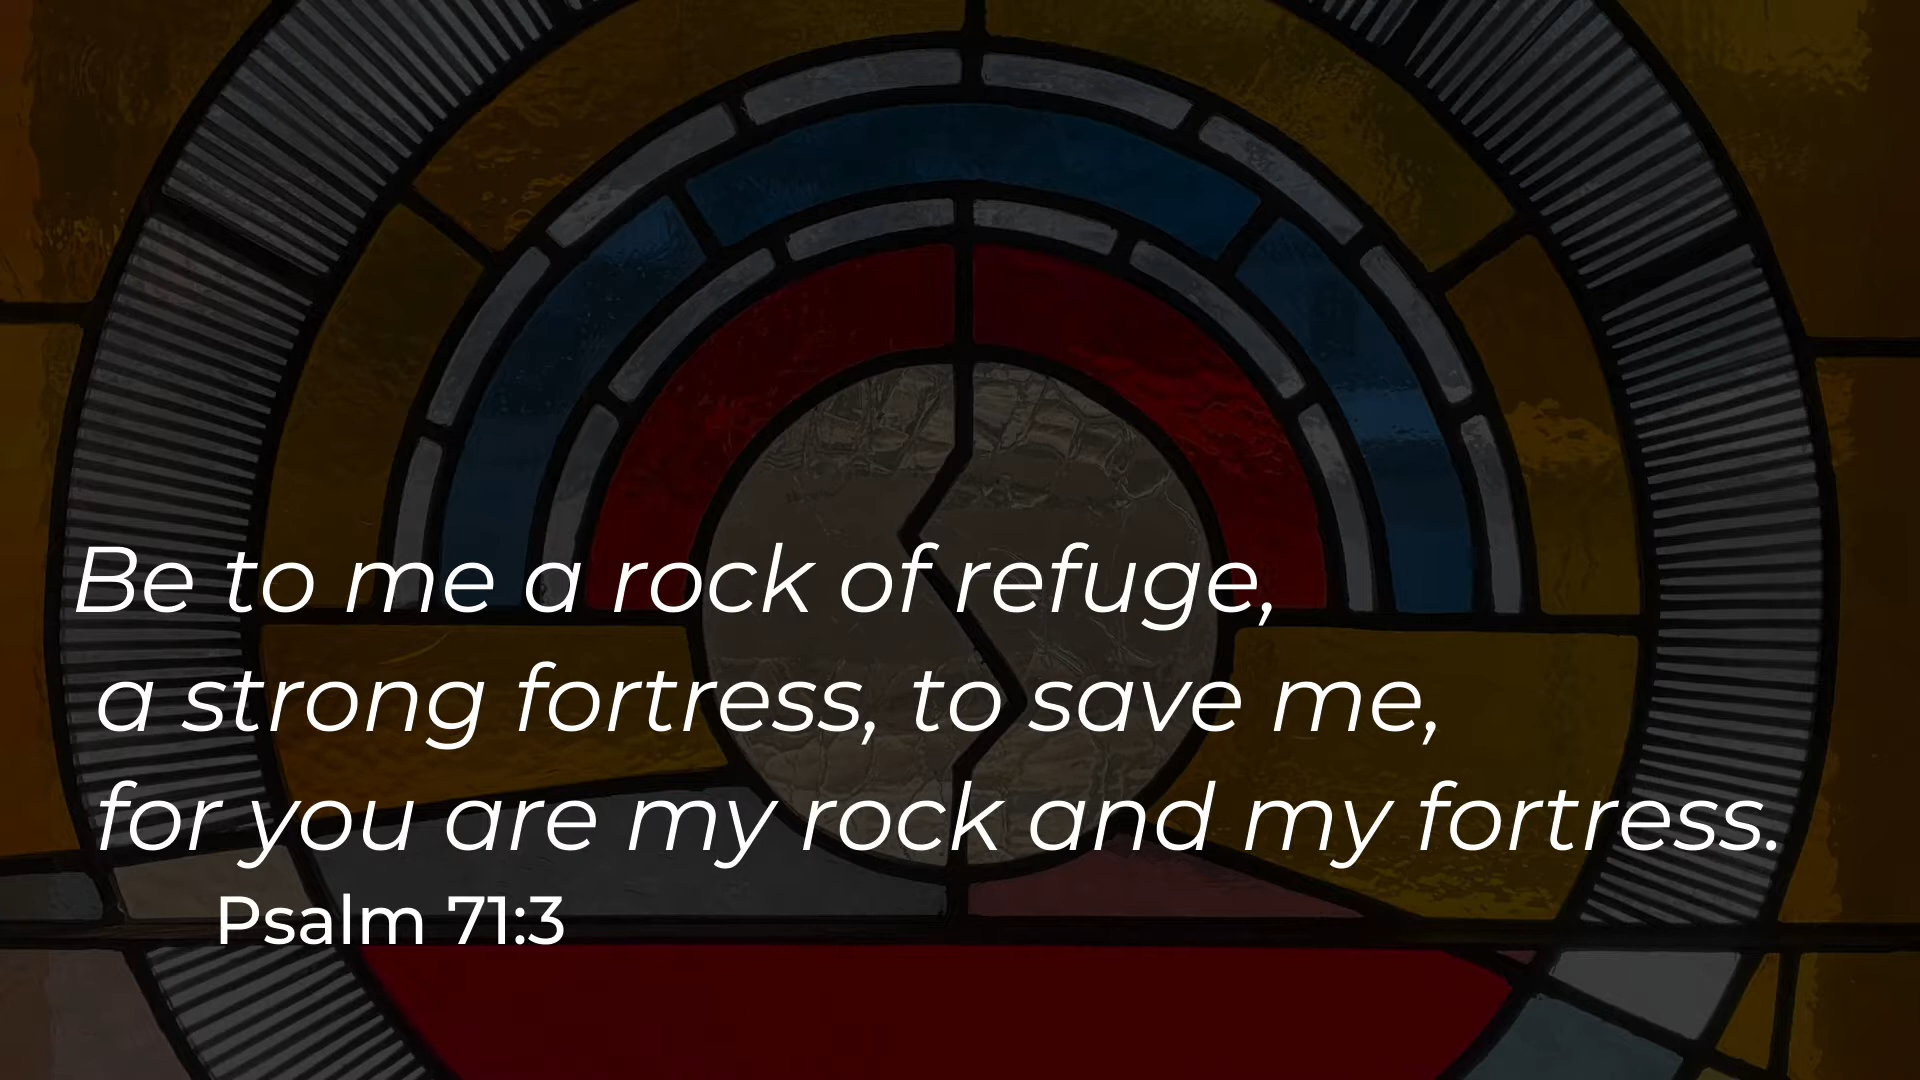 Be to me a rock of refuge,
a strong fortress, to save me,
for you are my rock and my fortress.
Psalm 71:3